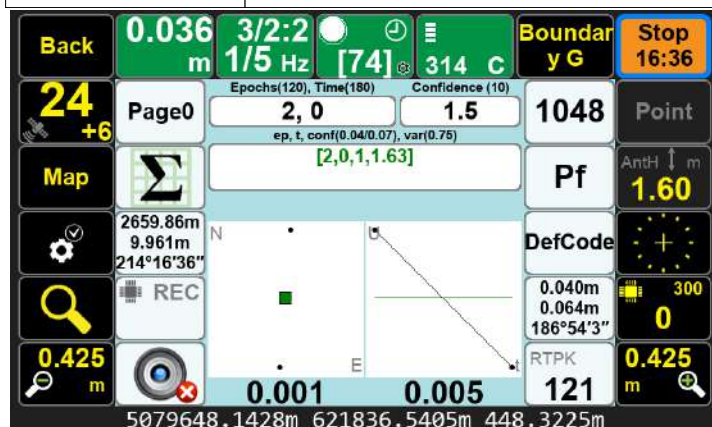 Back
0.036
m
3/2:2
1/5 Hz
[74]
314 C
Boundar
y G
Stop
16:36
24
+6
Page0
Epochs(120), Time(180)
Confidence (10)
2, 0
1.5
1048
Point
ep, t, conf(0.04/0.07), var(0.75)
[2,0,1,1.63]
Map
Σ
Pf
AntH m
1.60
2659.86m
9.961m
214°16'36"
N
U
DefCode
REC
0.040m
0.064m
186°54'3"
300
0
0.425
m
E
t
RTPK
121
0.425
m
0.001
0.005
5079648.1428m 621836.5405m 448.3225m